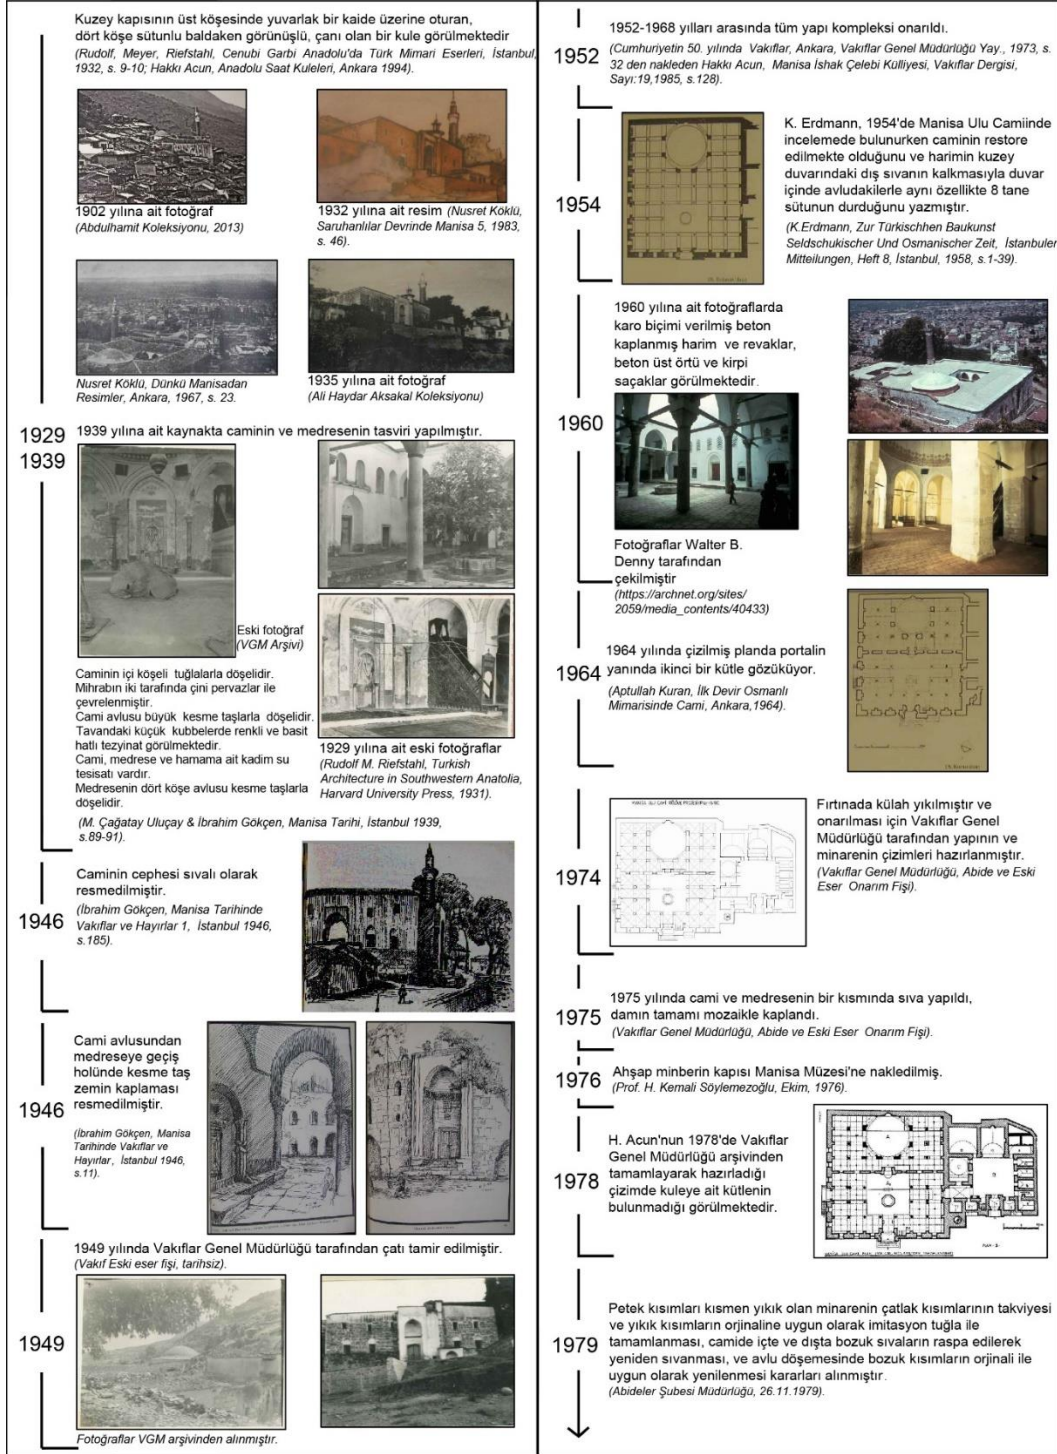 Kuzey kapısının üst köşesinde yuvarlak bir kaide üzerine oturan,
dört köşe sütunlu baldaken görünüşlü, çanı olan bir kule görülmektedir
(Rudolf, Meyer, Riefstahl, Cenubi Garbi Anadolu'da Türk Mimari Eserleri, İstanbul,
1932, s. 9-10; Hakkı Acun, Anadolu Saat Kuleleri, Ankara 1994).
1902 yılına ait fotoğraf
(Abdulhamit Koleksiyonu, 2013)
1932 yılına ait resim (Nusret Köklü,
Saruhanlılar Devrinde Manisa 5, 1983,
s. 46).
Nusret Köklü, Dünkü Manisadan
Resimler, Ankara, 1967, s. 23.
1935 yılına ait fotoğraf
(Ali Haydar Aksakal Koleksiyonu)
1929
1939
1939 yılına ait kaynakta caminin ve medresenin tasviri yapılmıştır.
Eski fotoğraf
(VGM Arşivi)
Caminin içi köşeli tuğlalarla döşelidir.
Mihrabın iki tarafında çini pervazlar ile
çevrelenmiştir.
Cami avlusu büyük kesme taşlarla döşelidir.
Tavandaki küçük kubbelerde renkli ve basit
hatlı tezyinat görülmektedir.
Cami, medrese ve hamama ait kadim su
tesisatı vardır.
Medresenin dört köşe avlusu kesme taşlarla
döşelidir.
1929 yılına ait eski fotoğraflar
(Rudolf M. Riefstahl, Turkish
Architecture in Southwestern Anatolia,
Harvard University Press, 1931).
(M. Çağatay Uluçay & İbrahim Gökçen, Manisa Tarihi, İstanbul 1939,
s.89-91).
1946
Caminin cephesi sıvalı olarak
resmedilmiştir.
(İbrahim Gökçen, Manisa Tarihinde
Vakıflar ve Hayırlar 1, İstanbul 1946,
s.185).
1946
Cami avlusundan
medreseye geçiş
holünde kesme taş
zemin kaplaması
resmedilmiştir.
(İbrahim Gökçen, Manisa
Tarihinde Vakıflar ve
Hayırlar, İstanbul 1946,
s.11).
1949
1949 yılında Vakıflar Genel Müdürlüğü tarafından çatı tamir edilmiştir.
(Vakıf Eski eser fişi, tarihsiz).
Fotoğraflar VGM arşivinden alınmıştır.
1952
1952-1968 yılları arasında tüm yapı kompleksi onarıldı.
(Cumhuriyetin 50. yılında Vakıflar, Ankara, Vakıflar Genel Müdürlüğü Yay., 1973, s.
32 den nakleden Hakkı Acun, Manisa İshak Çelebi Külliyesi, Vakıflar Dergisi,
Sayı:19,1985, s.128).
1954
K. Erdmann, 1954'de Manisa Ulu Camiinde
incelemede bulunurken caminin restore
edilmekte olduğunu ve harimin kuzey
duvarındaki dış sıvanın kalkmasıyla duvar
içinde avludakilerle aynı özellikte 8 tane
sütunun durduğunu yazmıştır.
(K.Erdmann, Zur Türkischhen Baukunst
Seldschukischer Und Osmanischer Zeit, İstanbuler
Mitteilungen, Heft 8, İstanbul, 1958, s.1-39).
1960
1960 yılına ait fotoğraflarda
karo biçimi verilmiş beton
kaplanmış harim ve revaklar,
beton üst örtü ve kirpi
saçaklar görülmektedir.
Fotoğraflar Walter B.
Denny tarafından
çekilmiştir
(https://archnet.org/sites/
2059/media_contents/40433)
1964
1964 yılında çizilmiş planda portalin
yanında ikinci bir kütle gözüküyor.
(Aptullah Kuran, İlk Devir Osmanlı
Mimarisinde Cami, Ankara,1964).
1974
Fırtınada külah yıkılmıştır ve
onarılması için Vakıflar Genel
Müdürlüğü tarafından yapının ve
minarenin çizimleri hazırlanmıştır.
(Vakıflar Genel Müdürlüğü, Abide ve Eski
Eser Onarım Fişi).
1975
1975 yılında cami ve medresenin bir kısmında sıva yapıldı,
damın tamamı mozaikle kaplandı.
(Vakıflar Genel Müdürlüğü, Abide ve Eski Eser Onarım Fişi).
1976
Ahşap minberin kapısı Manisa Müzesi'ne nakledilmiş.
(Prof. H. Kemali Söylemezoğlu, Ekim, 1976).
1978
H. Acun'nun 1978'de Vakıflar
Genel Müdürlüğü arşivinden
tamamlayarak hazırladığı
çizimde kuleye ait kütlenin
bulunmadığı görülmektedir.
1979
Petek kısımları kısmen yıkık olan minarenin çatlak kısımlarının takviyesi
ve yıkık kısımların orjinaline uygun olarak imitasyon tuğla ile
tamamlanması, camide içte ve dışta bozuk sıvaların raspa edilerek
yeniden sıvanması, ve avlu döşemesinde bozuk kısımların orjinali ile
uygun olarak yenilenmesi kararları alınmıştır.
(Abideler Şubesi Müdürlüğü, 26.11.1979).